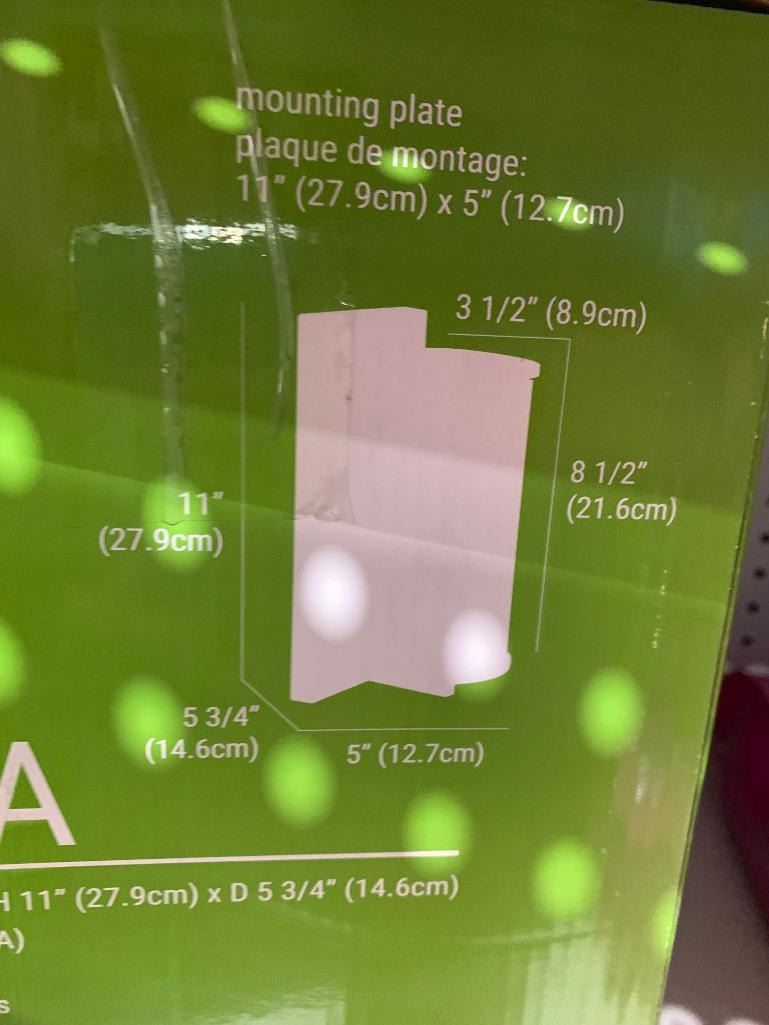 mounting plate
plaque de montage:
11” (27.9cm) x 5” (12.7cm)
3 1/2” (8.9cm)
8 1/2”
(21.6cm)
11”
(27.9cm)
5 3/4”
(14.6cm)
5” (12.7cm)
A
H 11” (27.9cm) x D 5 3/4” (14.6cm)
A)
s